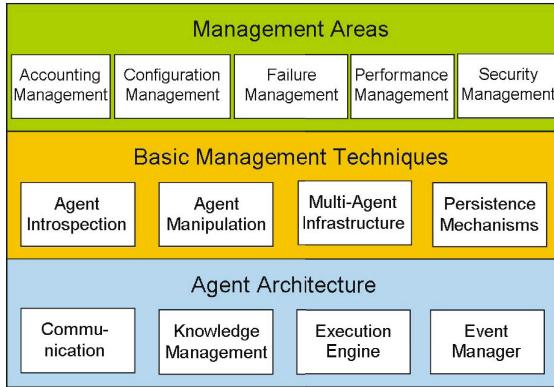 Management Areas
Accounting Management
Configuration Management
Failure Management
Performance Management
Security Management
Basic Management Techniques
Agent Introspection
Agent Manipulation
Multi-Agent Infrastructure
Persistence Mechanisms
Agent Architecture
Commu-
nication
Knowledge Management
Execution Engine
Event Manager